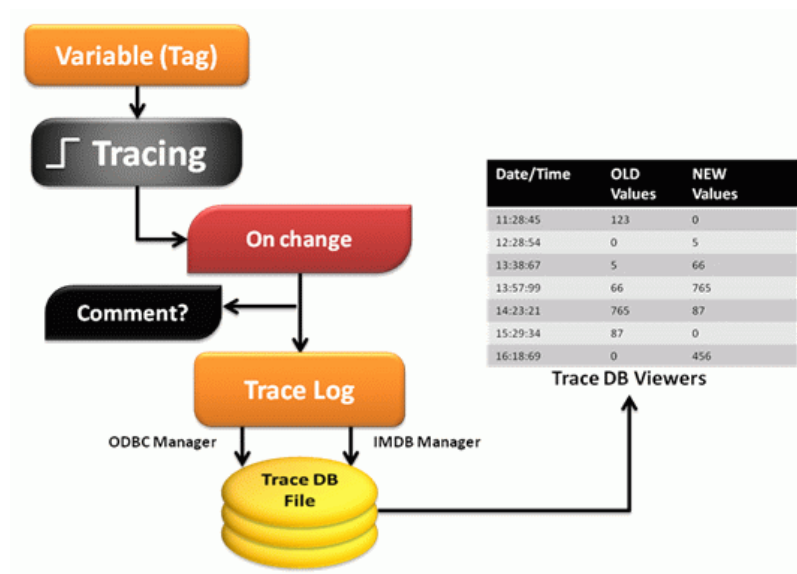 Variable (Tag)
Tracing
On change
Comment?
Trace Log
ODBC Manager
IMDB Manager
Trace DB
File
Date/Time OLD Values NEW Values
11:28:45 123 0
12:28:54 0 5
13:38:67 5 66
13:57:99 66 765
14:23:21 765 87
15:29:34 87 0
16:18:69 0 456
Trace DB Viewers